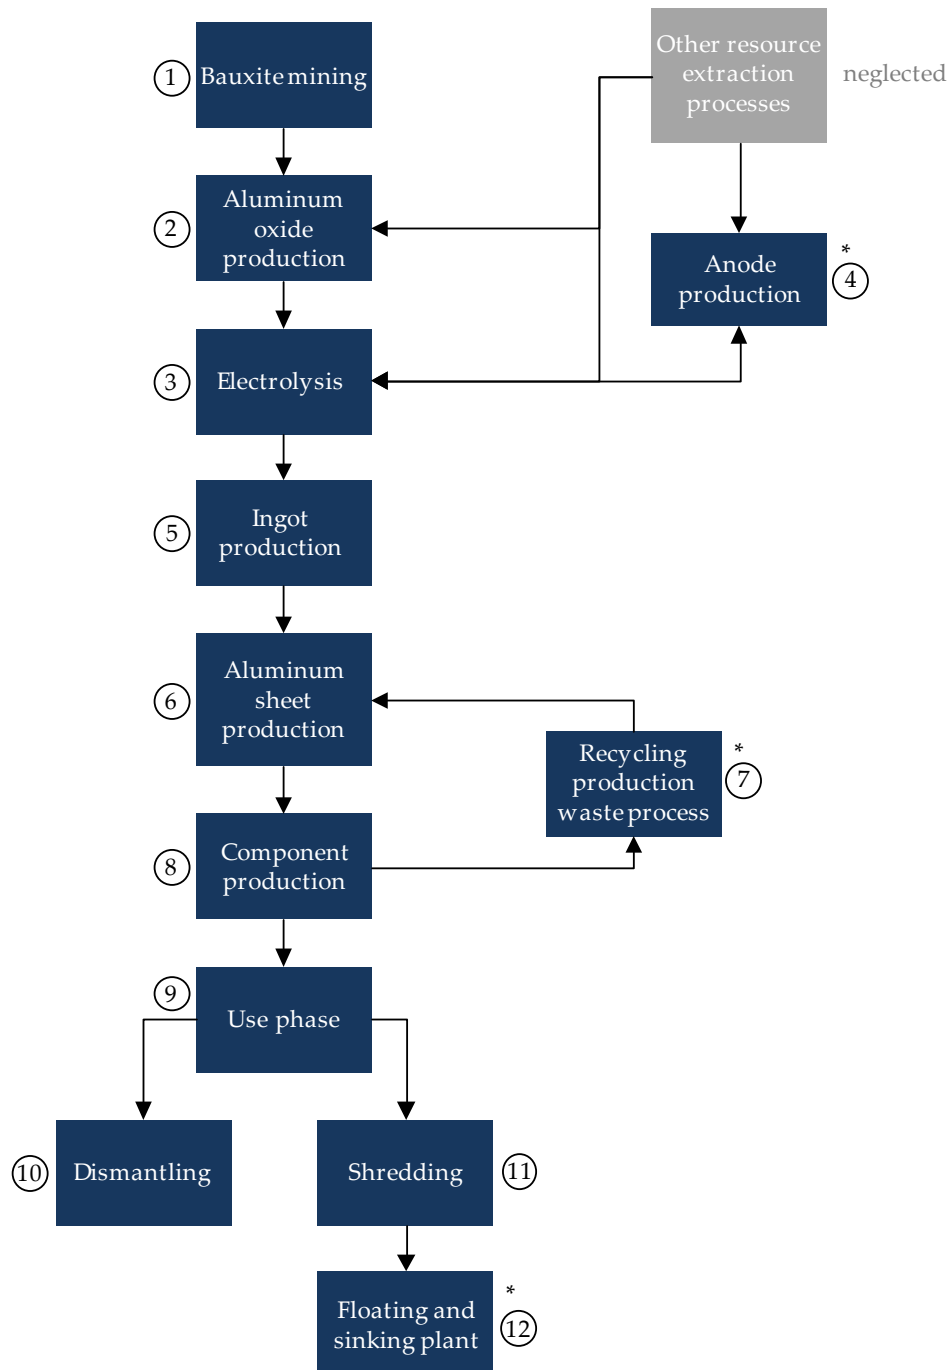 1
Bauxite mining
Other resource
extraction
processes
neglected
2
Aluminum
oxide
production
*
4
Anode
production
3
Electrolysis
5
Ingot
production
6
Aluminum
sheet
production
*
7
Recycling
production
waste process
8
Component
production
9
Use phase
10
Dismantling
Shredding
11
Floating and
sinking plant
*
12